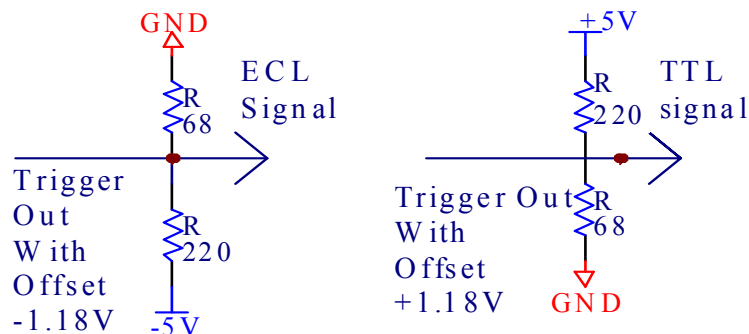 GND
R
68
ECL
Signal
Trigger
Out
With
Offset
-1.18V
R
220
-5V
+5V
R
220
TTL
signal
Trigger Out
With
Offset
+1.18V
R
68
GND